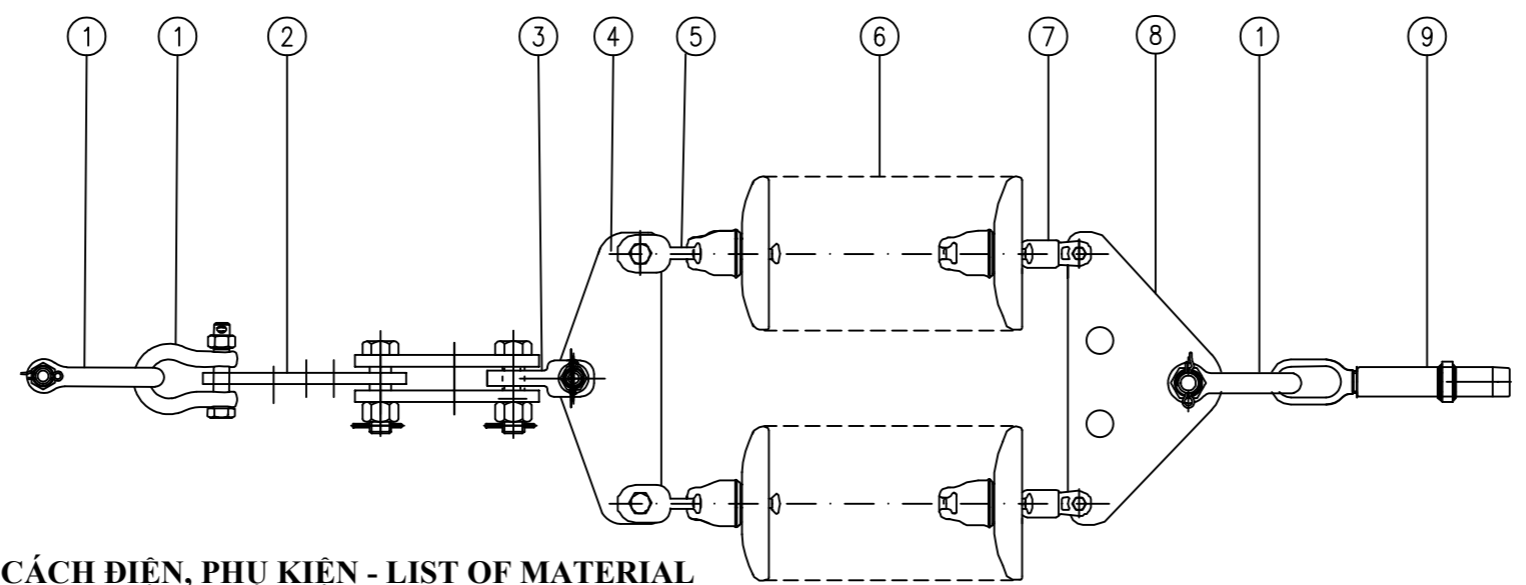 1 1 2 3 4 5 6 7 8 1 9
CÁCH ĐIỆN, PHỤ KIỆN - LIST OF MATERIAL